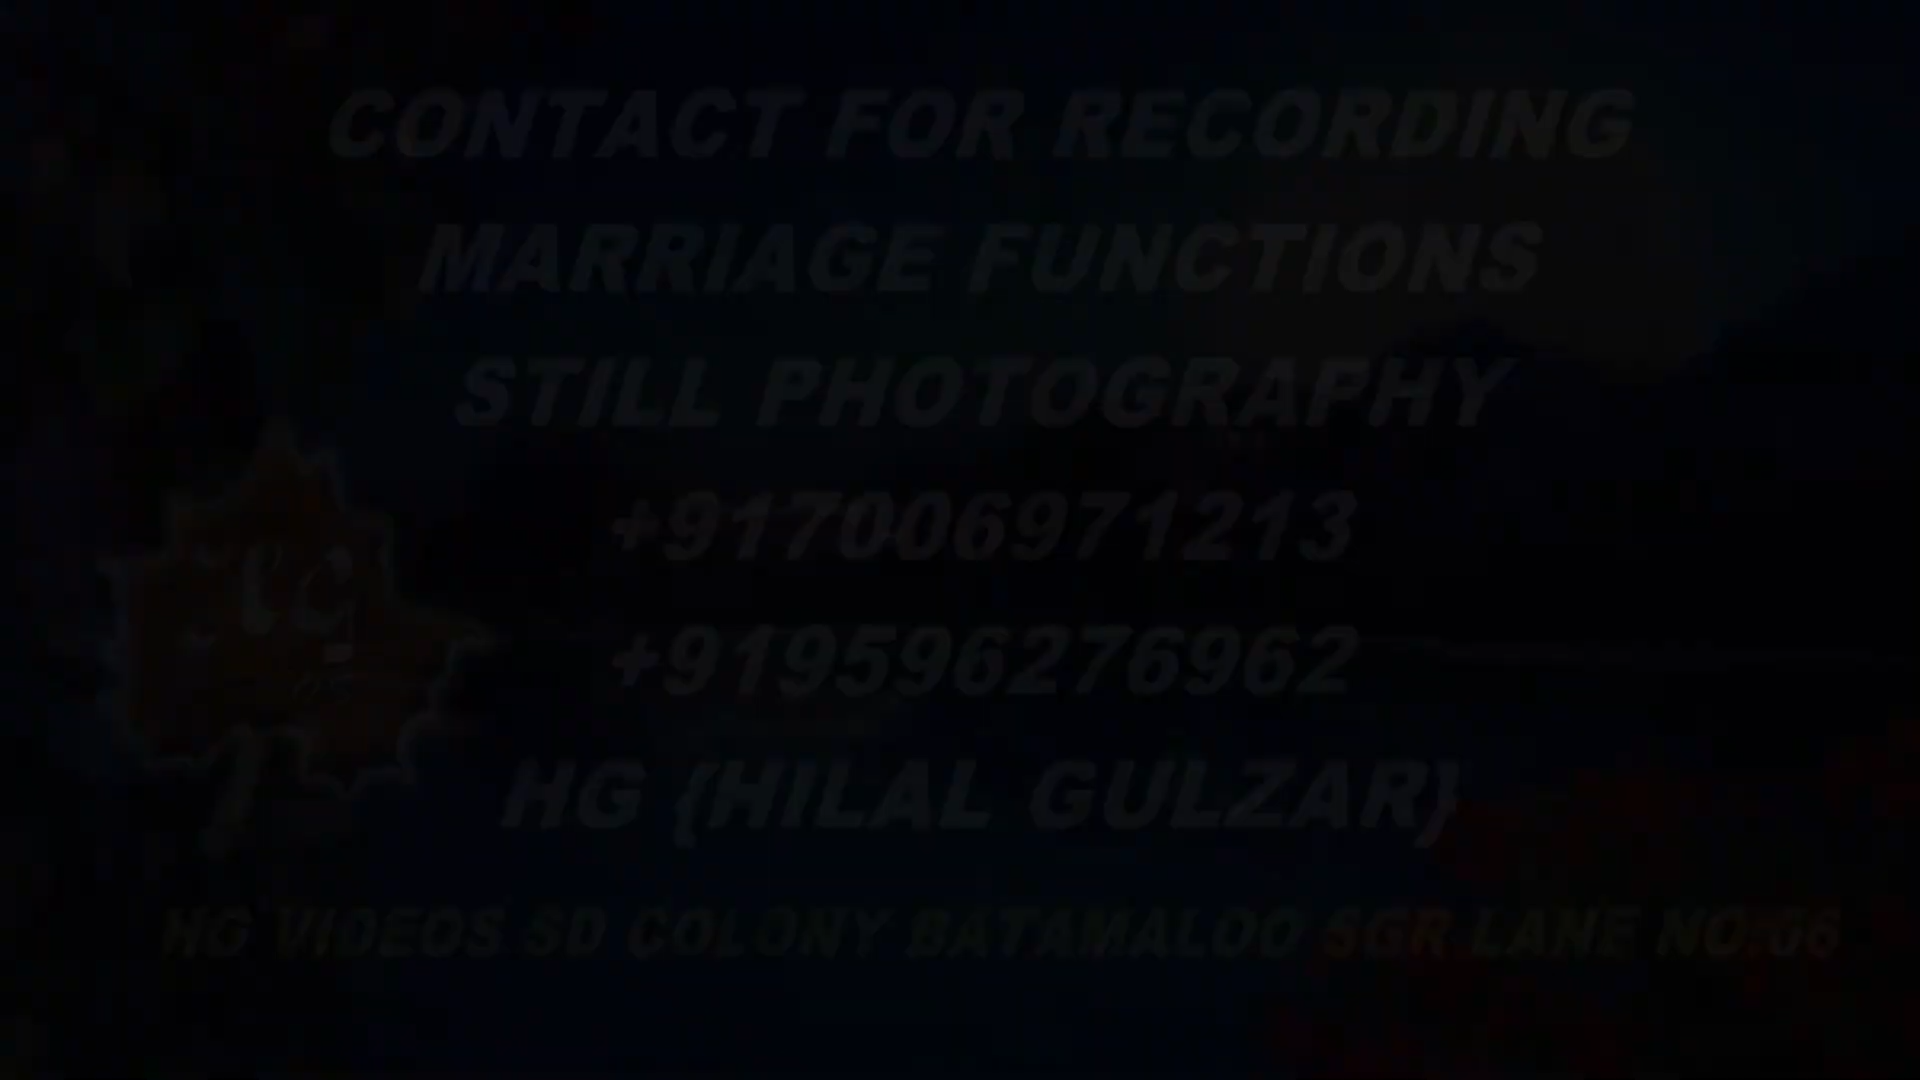 CONTACT FOR RECORDING
MARRIAGE FUNCTIONS
STILL PHOTOGRAPHY
+917006971213
+919596276962
HG {HILAL GULZAR}
HG VIDEOS SD COLONY BATAMALOO SGR LANE NO:66